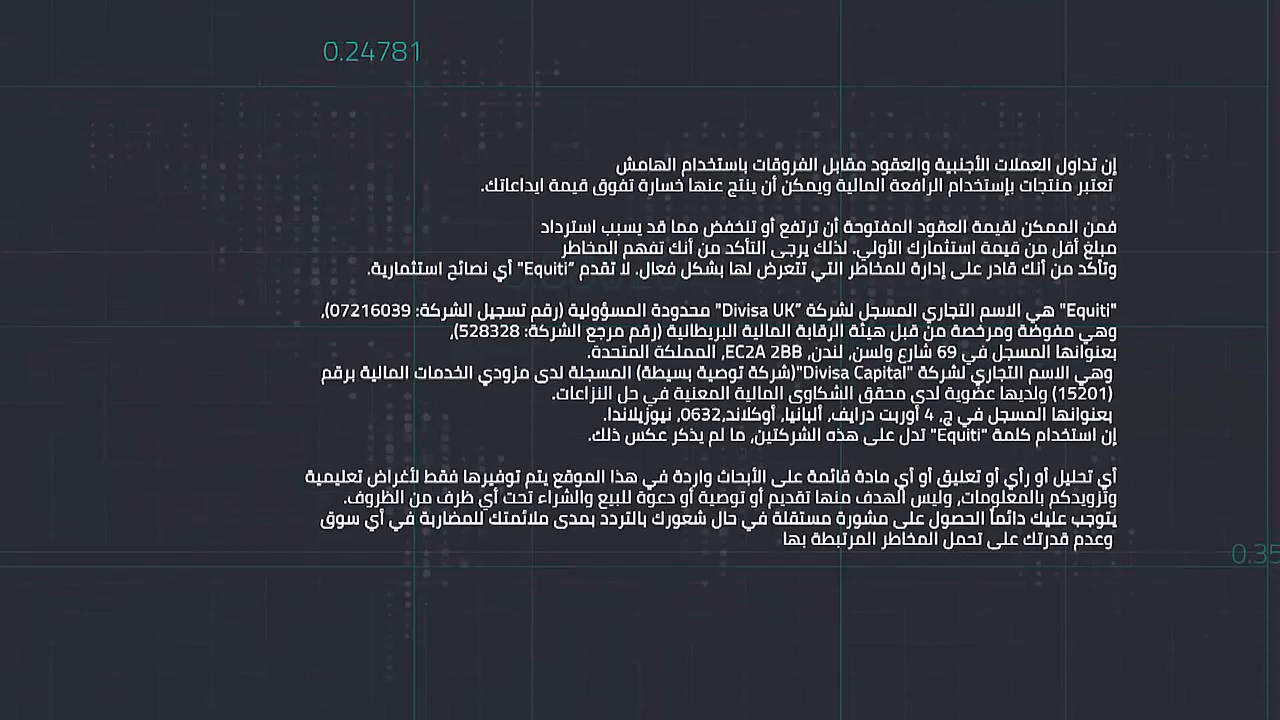 0.24781
إن تداول العملات الأجنبية والعقود مقابل الفروقات باستخدام الهامش
تعتبر منتجات بإستخدام الرافعة المالية ويمكن أن ينتج عنها خسارة تفوق قيمة ايداعاتك.
فمن الممكن لقيمة العقود المفتوحة أن ترتفع أو تنخفض مما قد يسبب استرداد
مبلغ أقل من قيمة استثمارك الأولي. لذلك يرجى التأكد من أنك تفهم المخاطر
وتأكد من أنك قادر على إدارة للمخاطر التي تتعرض لها بشكل فعال. لا تقدم "Equiti" أي نصائح استثمارية.
"Equiti" هي الاسم التجاري المسجل لشركة "Divisa UK" محدودة المسؤولية (رقم تسجيل الشركة: 07216039)،
وهي مفوضة ومرخصة من قبل هيئة الرقابة المالية البريطانية (رقم مرجع الشركة: 528328)،
بعنوانها المسجل في 69 شارع ولسن، لندن، EC2A 2BB، المملكة المتحدة.
وهي الاسم التجاري لشركة "Divisa Capital"(شركة توصية بسيطة) المسجلة لدى مزودي الخدمات المالية برقم
(15201) ولديها عضوية لدى محقق الشكاوى المالية المعنية في حل النزاعات.
بعنوانها المسجل في ج، 4 أوربت درايف، ألبانيا، أوكلاند،0632، نيوزيلاندا.
إن استخدام كلمة "Equiti" تدل على هذه الشركتين، ما لم يذكر عكس ذلك.
أي تحليل أو رأي أو تعليق أو أي مادة قائمة على الأبحاث واردة في هذا الموقع يتم توفيرها فقط لأغراض تعليمية
وتزويدكم بالمعلومات، وليس الهدف منها تقديم أو توصية أو دعوة للبيع والشراء تحت أي ظرف من الظروف.
يتوجب عليك دائماً الحصول على مشورة مستقلة في حال شعورك بالتردد بمدى ملائمتك للمضاربة في أي سوق
وعدم قدرتك على تحمل المخاطر المرتبطة بها
0.35